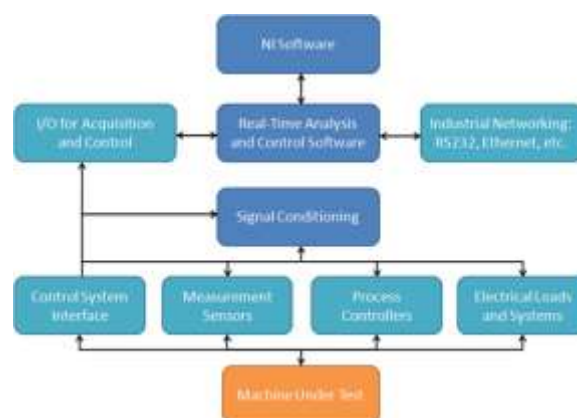 NI Software
I/O for Acquisition
and Control
Real-Time Analysis
and Control Software
Industrial Networking:
RS232, Ethernet, etc.
Signal Conditioning
Control System
Interface
Measurement
Sensors
Process
Controllers
Electrical Loads
and Systems
Machine Under Test